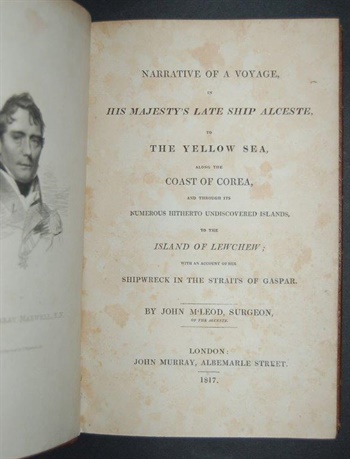 NARRATIVE OF A VOYAGE,
IN
HIS MAJESTY'S LATE SHIP ALCESTE,
TO
THE YELLOW SEA,
ALONG THE
COAST OF COREA,
AND THROUGH ITS
NUMEROUS HITHERTO UNDISCOVERED ISLANDS,
TO THE
ISLAND OF LEWCHEW;
WITH AN ACCOUNT OF HER
SHIPWRECK IN THE STRAITS OF GASPAR.
BY JOHN M'LEOD, SURGEON,
OF THE ALCESTE.
LONDON:
JOHN MURRAY, ALBEMARLE STREET.
1817.
MAXWELL,